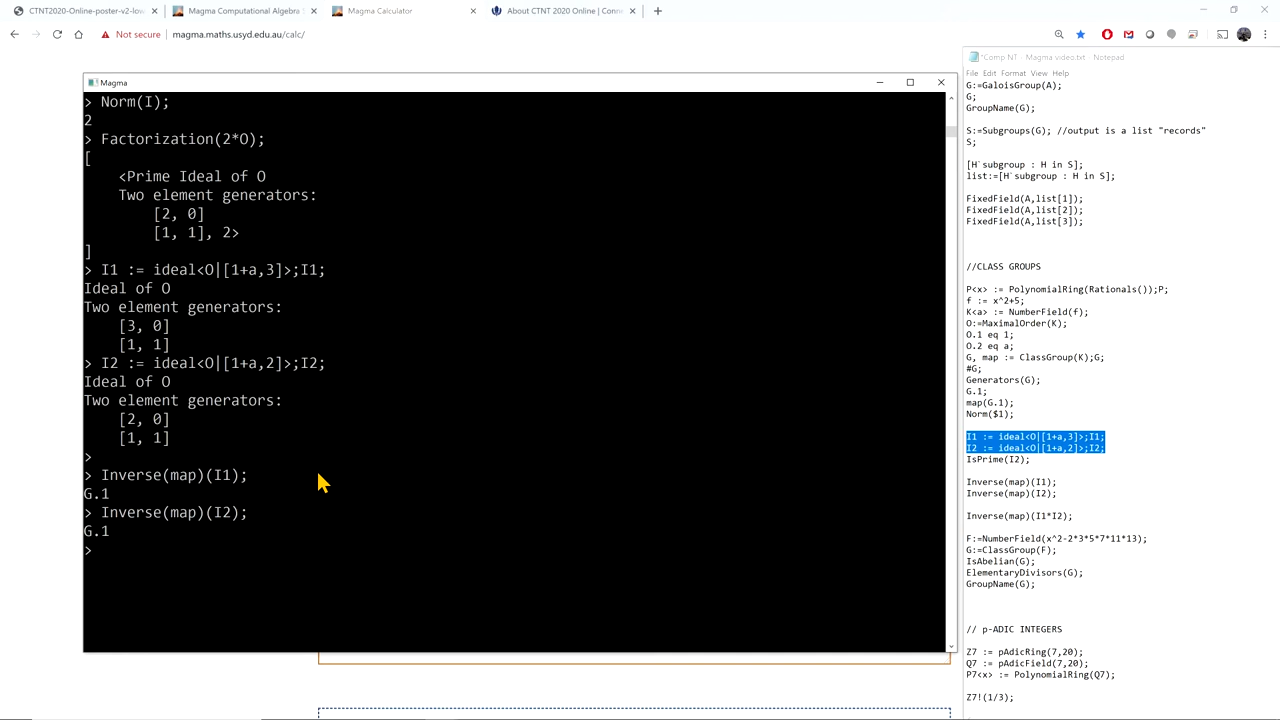 CTNT2020-Online-poster-v2-low
Magma Computational Algebra
Magma Calculator
About CTNT 2020 Online | Conn
Not secure
magma.maths.usyd.edu.au/calc/
Magma
> Norm(I);
2
> Factorization(2*O);
[
<Prime Ideal of O
Two element generators:
[2, 0]
[1, 1], 2>
]
> I1 := ideal<O|[1+a,3]>;I1;
Ideal of O
Two element generators:
[3, 0]
[1, 1]
> I2 := ideal<O|[1+a,2]>;I2;
Ideal of O
Two element generators:
[2, 0]
[1, 1]
>
> Inverse(map)(I1);
G.1
> Inverse(map)(I2);
G.1
>
*Comp NT - Magma video.txt - Notepad
File Edit Format View Help
G:=GaloisGroup(A);
G;
GroupName(G);
S:=Subgroups(G); //output is a list "records"
S;
[H`subgroup : H in S];
list:=[H`subgroup : H in S];
FixedField(A,list[1]);
FixedField(A,list[2]);
FixedField(A,list[3]);
//CLASS GROUPS
P<x> := PolynomialRing(Rationals());P;
f := x^2+5;
K<a> := NumberField(f);
O:=MaximalOrder(K);
O.1 eq 1;
O.2 eq a;
G, map := ClassGroup(K);G;
#G;
Generators(G);
G.1;
map(G.1);
Norm($1);
I1 := ideal<O|[1+a,3]>;I1;
I2 := ideal<O|[1+a,2]>;I2;
IsPrime(I2);
Inverse(map)(I1);
Inverse(map)(I2);
Inverse(map)(I1*I2);
F:=NumberField(x^2-2*3*5*7*11*13);
G:=ClassGroup(F);
IsAbelian(G);
ElementaryDivisors(G);
GroupName(G);
// p-ADIC INTEGERS
Z7 := pAdicRing(7,20);
Q7 := pAdicField(7,20);
P7<x> := PolynomialRing(Q7);
Z7!(1/3);